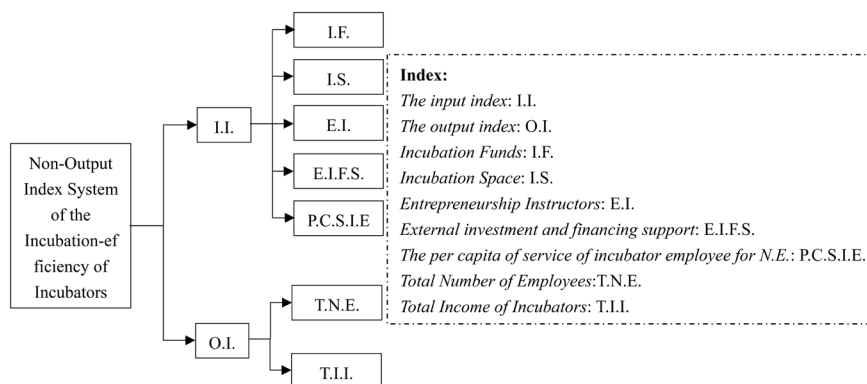 Non-Output
Index System
of the
Incubation-ef
ficiency of
Incubators
I.I.
O.I.
I.F.
I.S.
E.I.
E.I.F.S.
P.C.S.I.E
T.N.E.
T.I.I.
Index:
The input index: I.I.
The output index: O.I.
Incubation Funds: I.F.
Incubation Space: I.S.
Entrepreneurship Instructors: E.I.
External investment and financing support: E.I.F.S.
The per capita of service of incubator employee for N.E.: P.C.S.I.E.
Total Number of Employees:T.N.E.
Total Income of Incubators: T.I.I.